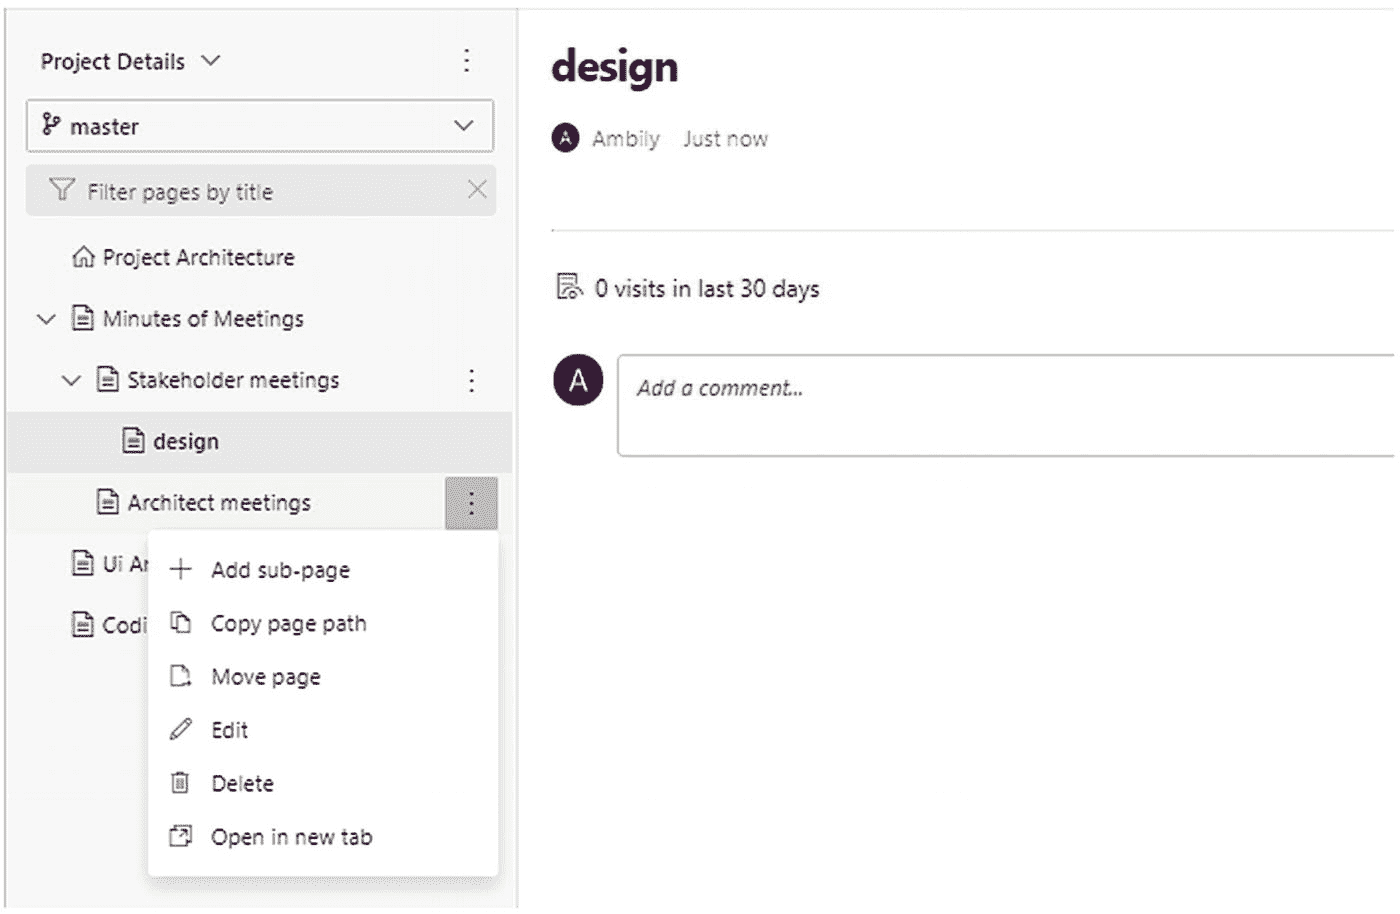 Project Details
master
Filter pages by title
Project Architecture
Minutes of Meetings
Stakeholder meetings
design
Architect meetings
Ui Ar
Codi
Add sub-page
Copy page path
Move page
Edit
Delete
Open in new tab
design
A Ambily Just now
0 visits in last 30 days
A
Add a comment...